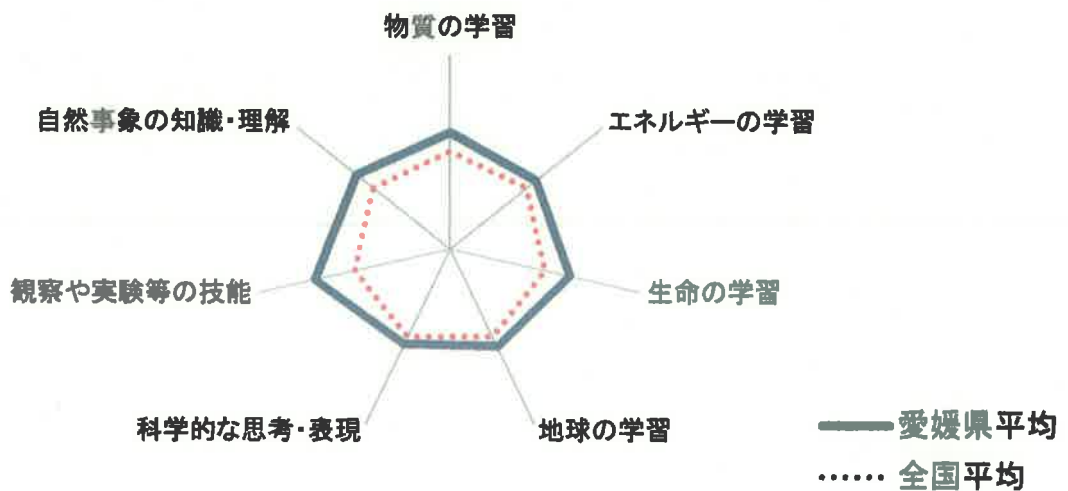 物質の学習
自然事象の知識・理解
エネルギーの学習
観察や実験等の技能
生命の学習
科学的な思考・表現
地球の学習
愛媛県平均
全国平均